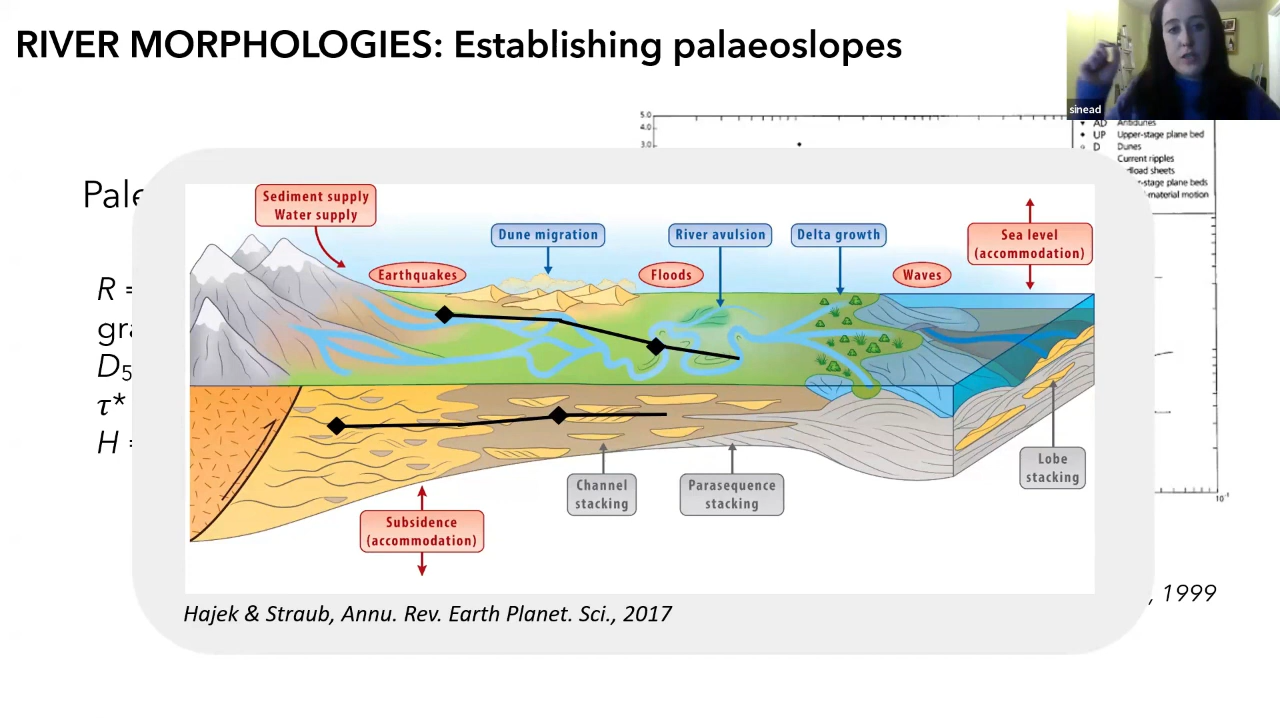 RIVER MORPHOLOGIES: Establishing palaeoslopes
sinead
5.0
4.0
3.0
AD Antidunes
UP Upper-stage plane bed
D Dunes
Current ripples
-stage plane beds
-material motion
Pal
R =
gra
D5
τ*
H =
Sediment supply
Water supply
Dune migration
River avulsion
Delta growth
Sea level
(accommodation)
Earthquakes
Floods
Waves
Channel
stacking
Parasequence
stacking
Lobe
stacking
Subsidence
(accommodation)
10-1
, 1999
Hajek & Straub, Annu. Rev. Earth Planet. Sci., 2017